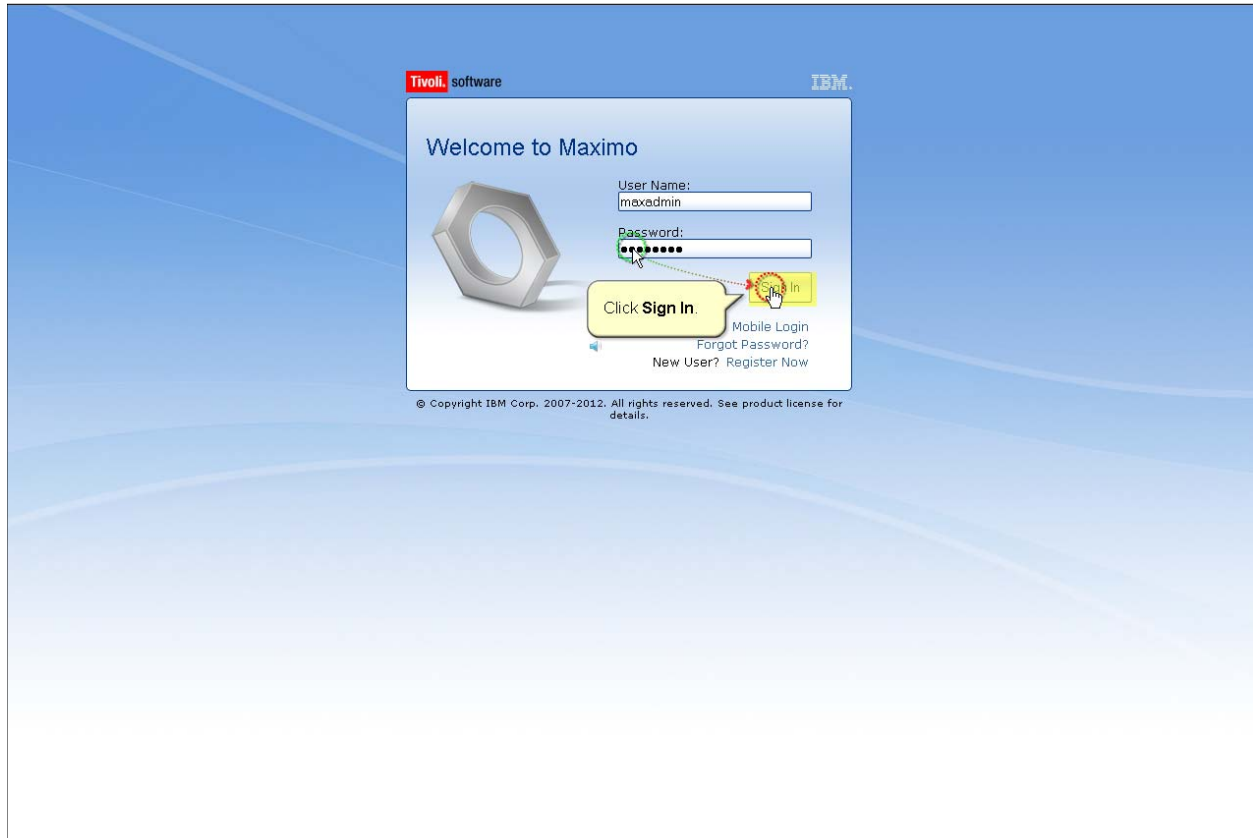 Tivoli. software IBM.
Welcome to Maximo
User Name:
maxadmin
Password:
Sign In
Click Sign In.
Mobile Login
Forgot Password?
New User? Register Now
© Copyright IBM Corp. 2007-2012. All rights reserved. See product license for
details.